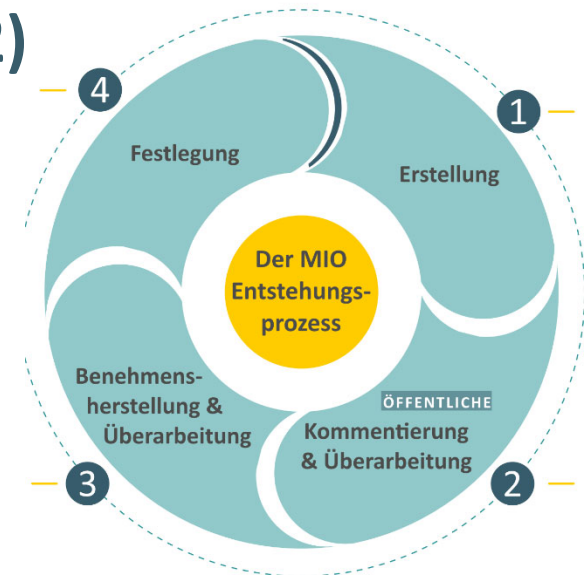 2)
4
1
Festlegung
Erstellung
Der MIO
Entstehungs-
prozess
Benehmens-
herstellung &
Überarbeitung
ÖFFENTLICHE
Kommentierung
& Überarbeitung
3
2